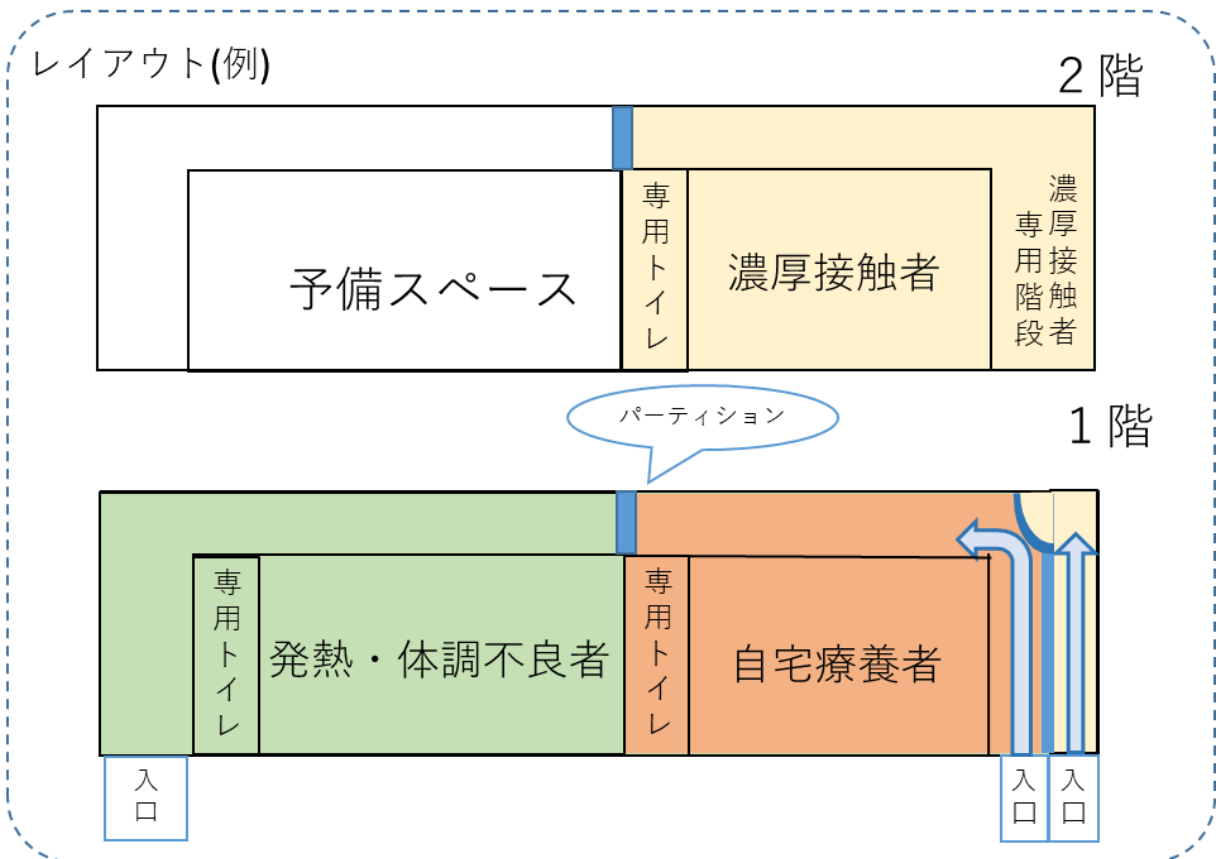 レイアウト(例)
2階
予備スペース
専用トイレ
濃厚接触者
濃厚接触者
専用階段
パーティション
1階
専用トイレ
発熱・体調不良者
専用トイレ
自宅療養者
入口
入口
入口